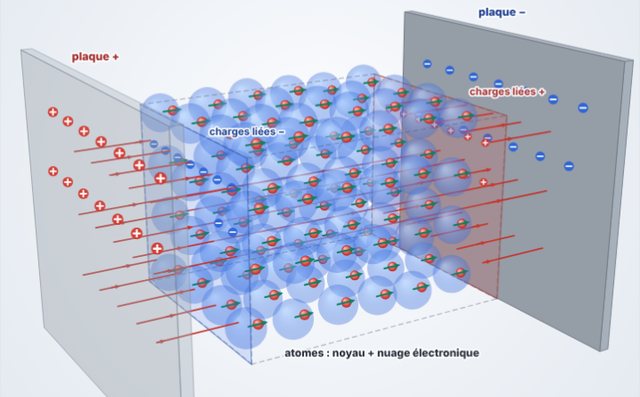 plaque –
plaque +
charges liées +
charges liées –
atomes : noyau + nuage électronique